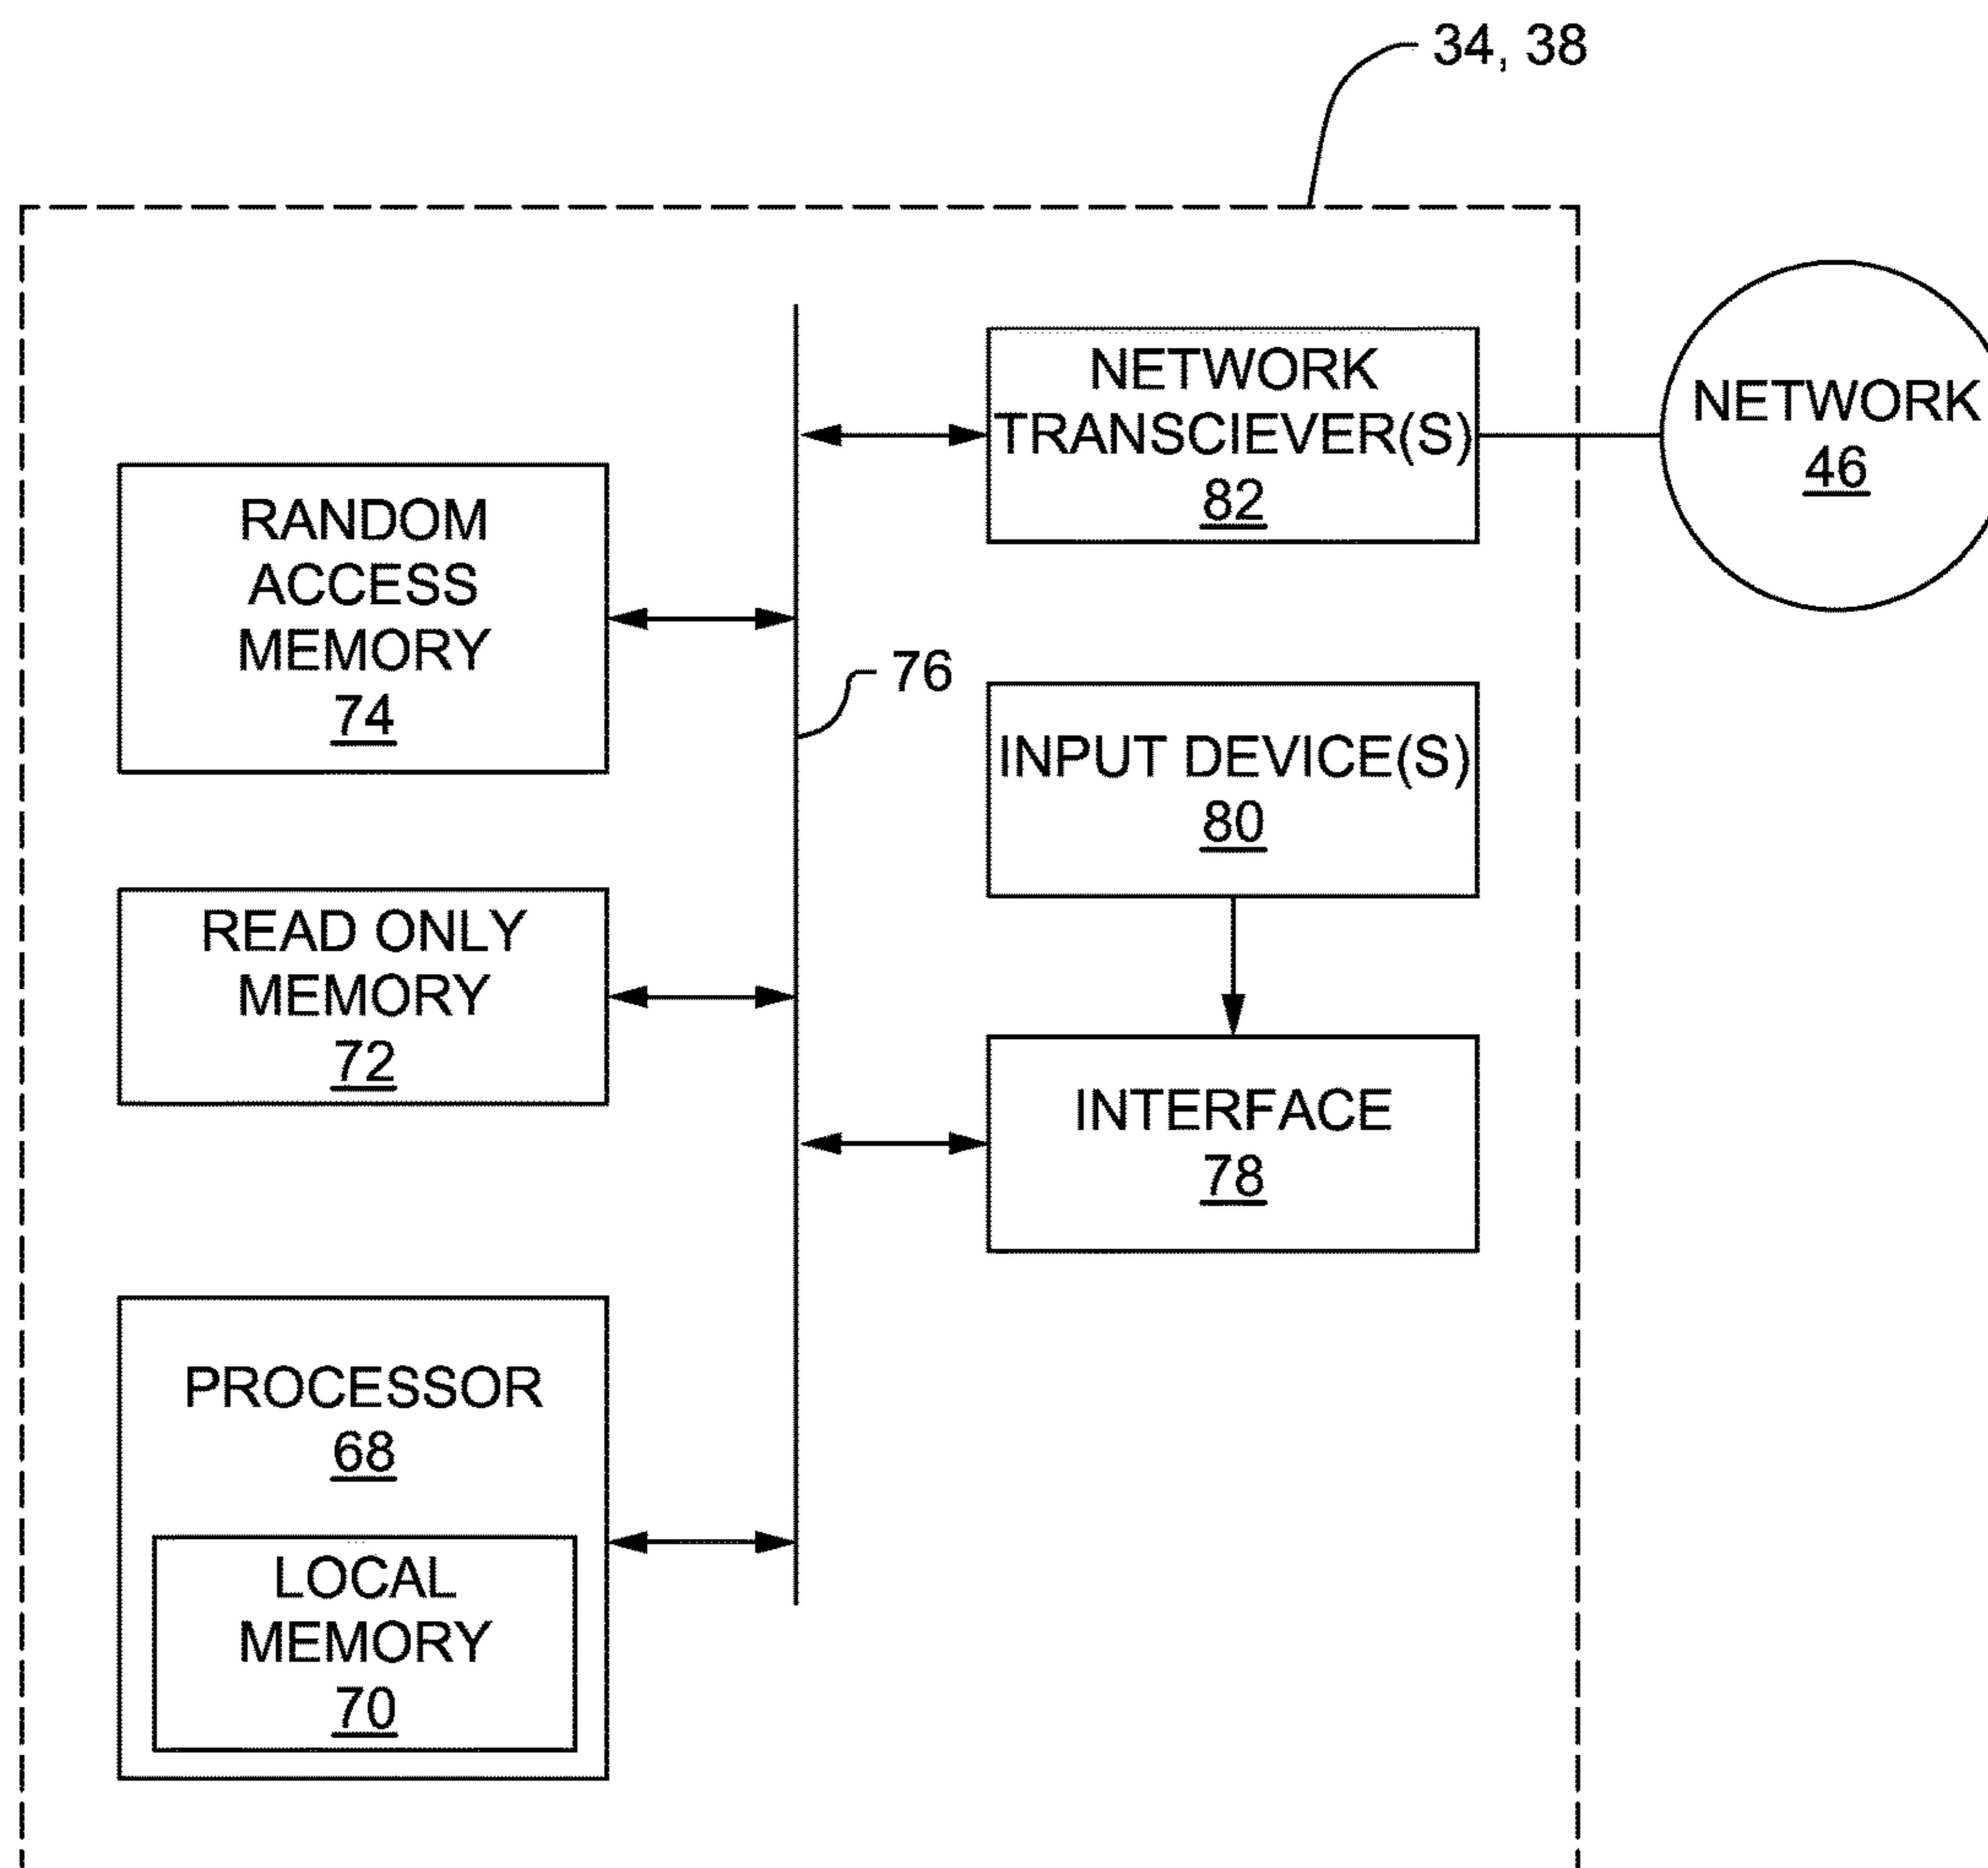 34, 38
NETWORK
TRANSCIEVER(S)
82
NETWORK
46
RANDOM
ACCESS
MEMORY
74
76
INPUT DEVICE(S)
80
READ ONLY
MEMORY
72
INTERFACE
78
PROCESSOR
68
LOCAL
MEMORY
70